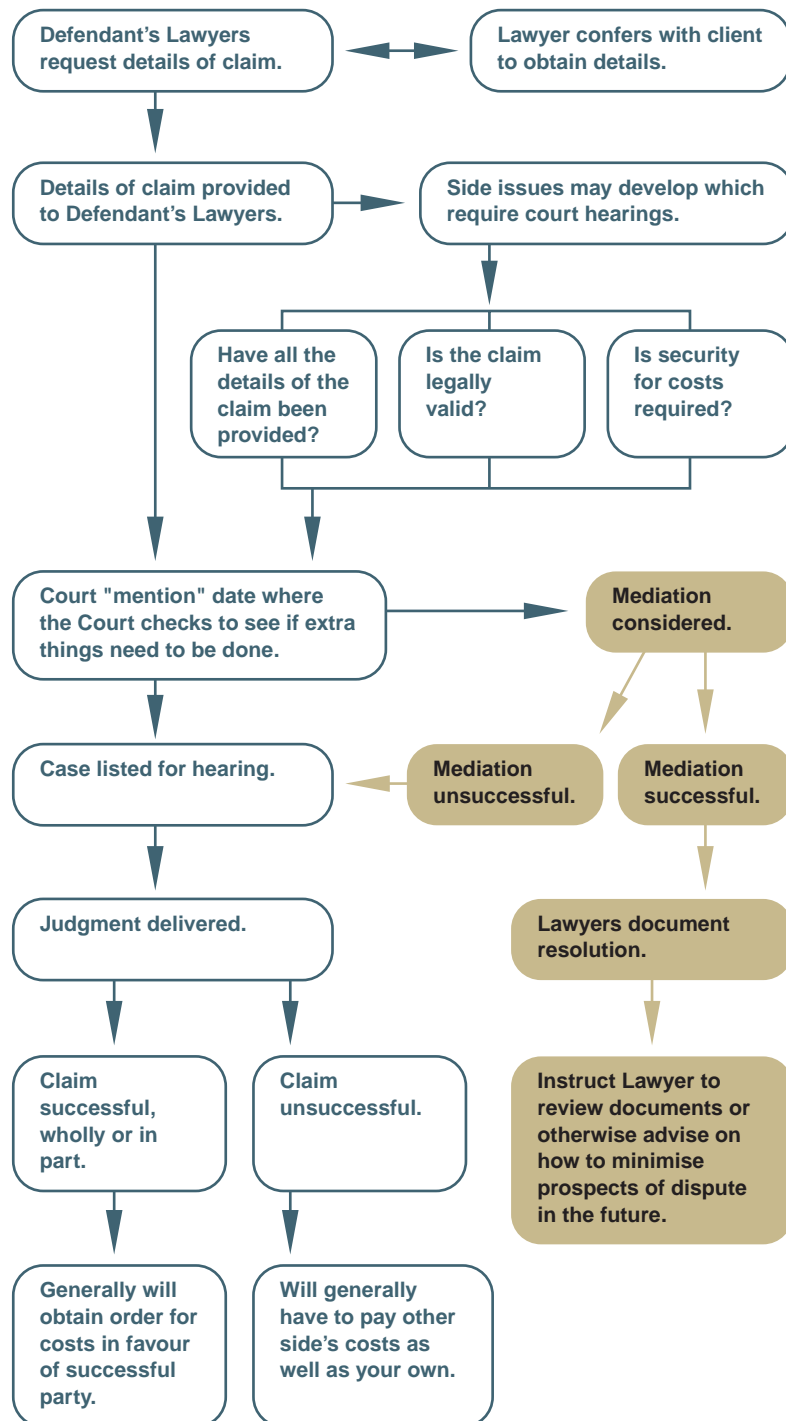 Defendant’s Lawyers
request details of claim.
Lawyer confers with client
to obtain details.
Details of claim provided
to Defendant’s Lawyers.
Side issues may develop which
require court hearings.
Have all the
details of the
claim been
provided?
Is the claim
legally
valid?
Is security
for costs
required?
Court "mention" date where
the Court checks to see if extra
things need to be done.
Mediation
considered.
Case listed for hearing.
Mediation
unsuccessful.
Mediation
successful.
Judgment delivered.
Lawyers document
resolution.
Claim
successful,
wholly or in
part.
Claim
unsuccessful.
Instruct Lawyer to
review documents or
otherwise advise on
how to minimise
prospects of dispute
in the future.
Generally will
obtain order for
costs in favour
of successful
party.
Will generally
have to pay other
side’s costs as
well as your own.